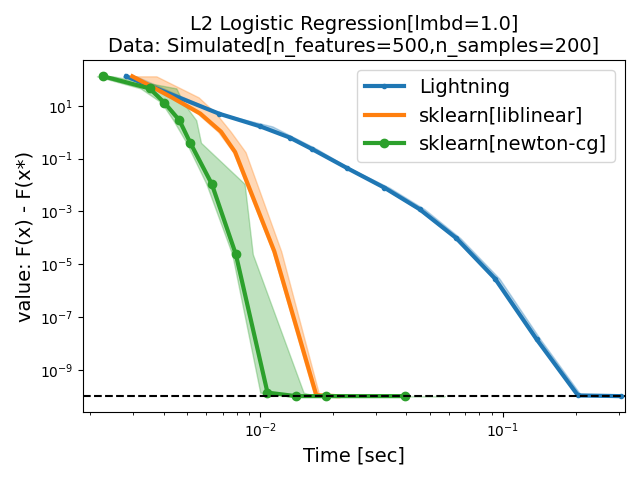 L2 Logistic Regression[lmbd=1.0]
Data: Simulated[n_features=500,n_samples=200]
value: F(x) - F(x*)
10¹
10⁻¹
10⁻³
10⁻⁵
10⁻⁷
10⁻⁹
Lightning
sklearn[liblinear]
sklearn[newton-cg]
10⁻²
10⁻¹
Time [sec]